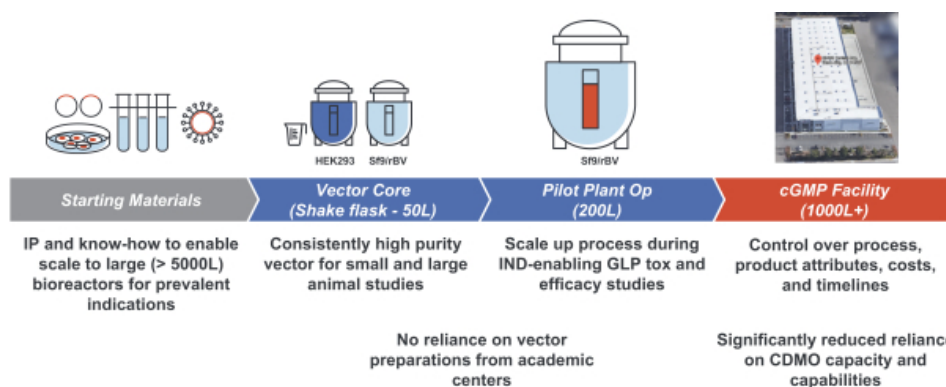 HEK293
Sf9/rBV
Sf9/rBV
Starting Materials
Vector Core
(Shake flask - 50L)
Pilot Plant Op
(200L)
cGMP Facility
(1000L+)
IP and know-how to enable
scale to large (> 5000L)
bioreactors for prevalent
indications
Consistently high purity
vector for small and large
animal studies
Scale up process during
IND-enabling GLP tox and
efficacy studies
Control over process,
product attributes, costs,
and timelines
No reliance on vector
preparations from academic
centers
Significantly reduced reliance
on CDMO capacity and
capabilities